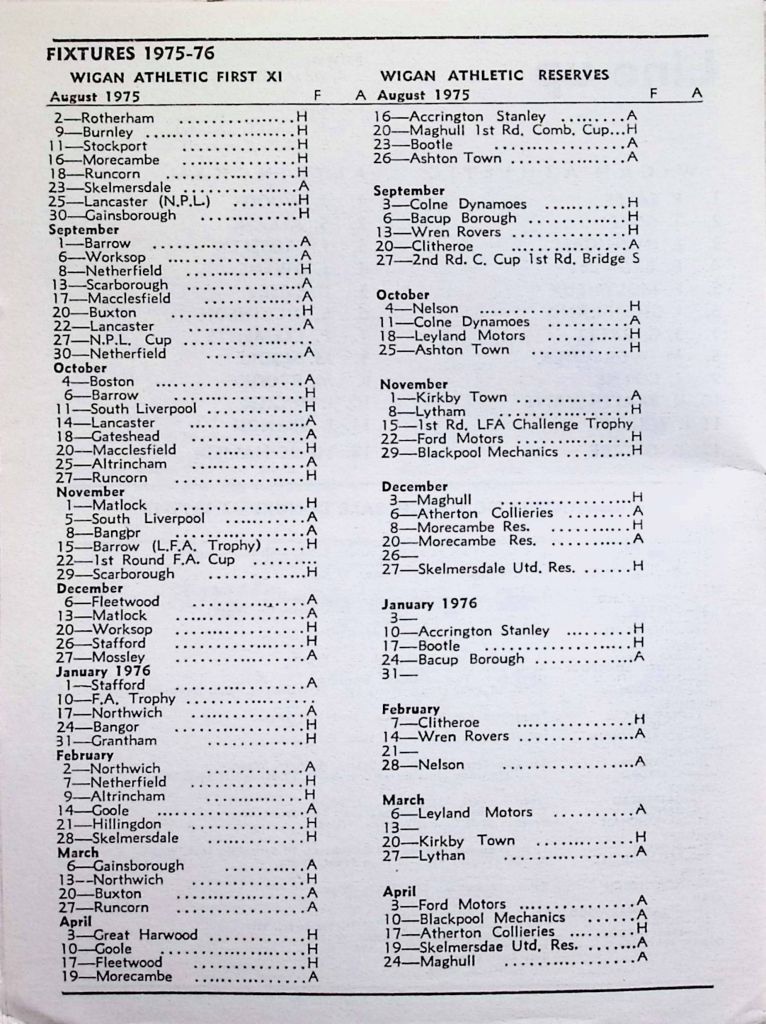 FIXTURES 1975-76
WIGAN ATHLETIC FIRST XI
August 1975 F A
2—Rotherham ................H
9—Burnley ................H
11—Stockport ............H
16—Morecambe ............H
18—Runcorn ............H
23—Skelmersdale ............A
25—Lancaster (N.P.L.) ........H
30—Gainsborough ............H
September
1—Barrow ................A
6—Worksop ................A
8—Netherfield ............H
13—Scarborough ............A
17—Macclesfield ............A
20—Buxton ................H
22—Lancaster ............A
27—N.P.L. Cup ................
30—Netherfield ............A
October
4—Boston ................A
6—Barrow ................H
11—South Liverpool ............H
14—Lancaster ............A
18—Gateshead ............A
20—Macclesfield ............H
25—Altrincham ............A
27—Runcorn ............H
November
1—Matlock ............H
5—South Liverpool ............A
8—Bangþr ................A
15—Barrow (L.F.A. Trophy) ....H
22—1st Round F.A. Cup .........
29—Scarborough ............H
December
6—Fleetwood ............A
13—Matlock ................A
20—Worksop ............H
26—Stafford ............H
27—Mossley ................A
January 1976
1—Stafford ................A
10—F.A. Trophy ................
17—Northwich ............A
24—Bangor ............H
31—Grantham ............H
February
2—Northwich ............A
7—Netherfield ............H
9—Altrincham ............H
14—Goole ................A
21—Hillingdon ............H
28—Skelmersdale ............H
March
6—Gainsborough ............A
13--Northwich ............H
20—Buxton ................A
27—Runcorn ................A
April
3—Great Harwood ............H
10—Goole ................H
17—Fleetwood ............H
19—Morecambe ............A
WIGAN ATHLETIC RESERVES
August 1975 F A
16—Accrington Stanley .........A
20—Maghull 1st Rd. Comb. Cup...H
23—Bootle ................A
26—Ashton Town ............A
September
3—Colne Dynamoes ............H
6—Bacup Borough ............H
13—Wren Rovers ............H
20—Clitheroe ................A
27—2nd Rd. C. Cup 1st Rd. Bridge S
October
4—Nelson ................H
11—Colne Dynamoes ..........A
18—Leyland Motors ............H
25—Ashton Town ............H
November
1—Kirkby Town ............A
8—Lytham ................H
15—1st Rd. LFA Challenge Trophy
22—Ford Motors ............H
29—Blackpool Mechanics .........H
December
3—Maghull ................H
6—Atherton Collieries .........A
8—Morecambe Res. ............H
20—Morecambe Res. ............A
26—
27—Skelmersdale Utd. Res. ......H
January 1976
3—
10—Accrington Stanley .........H
17—Bootle ................H
24—Bacup Borough ............A
31—
February
7—Clitheroe ............H
14—Wren Rovers ............A
21—
28—Nelson ............A
March
6—Leyland Motors ..........A
13—
20—Kirkby Town ............H
27—Lythan ............A
April
3—Ford Motors ............A
10—Blackpool Mechanics ......A
17—Atherton Collieries .........H
19—Skelmersdae Utd. Res. .......A
24—Maghull ............A